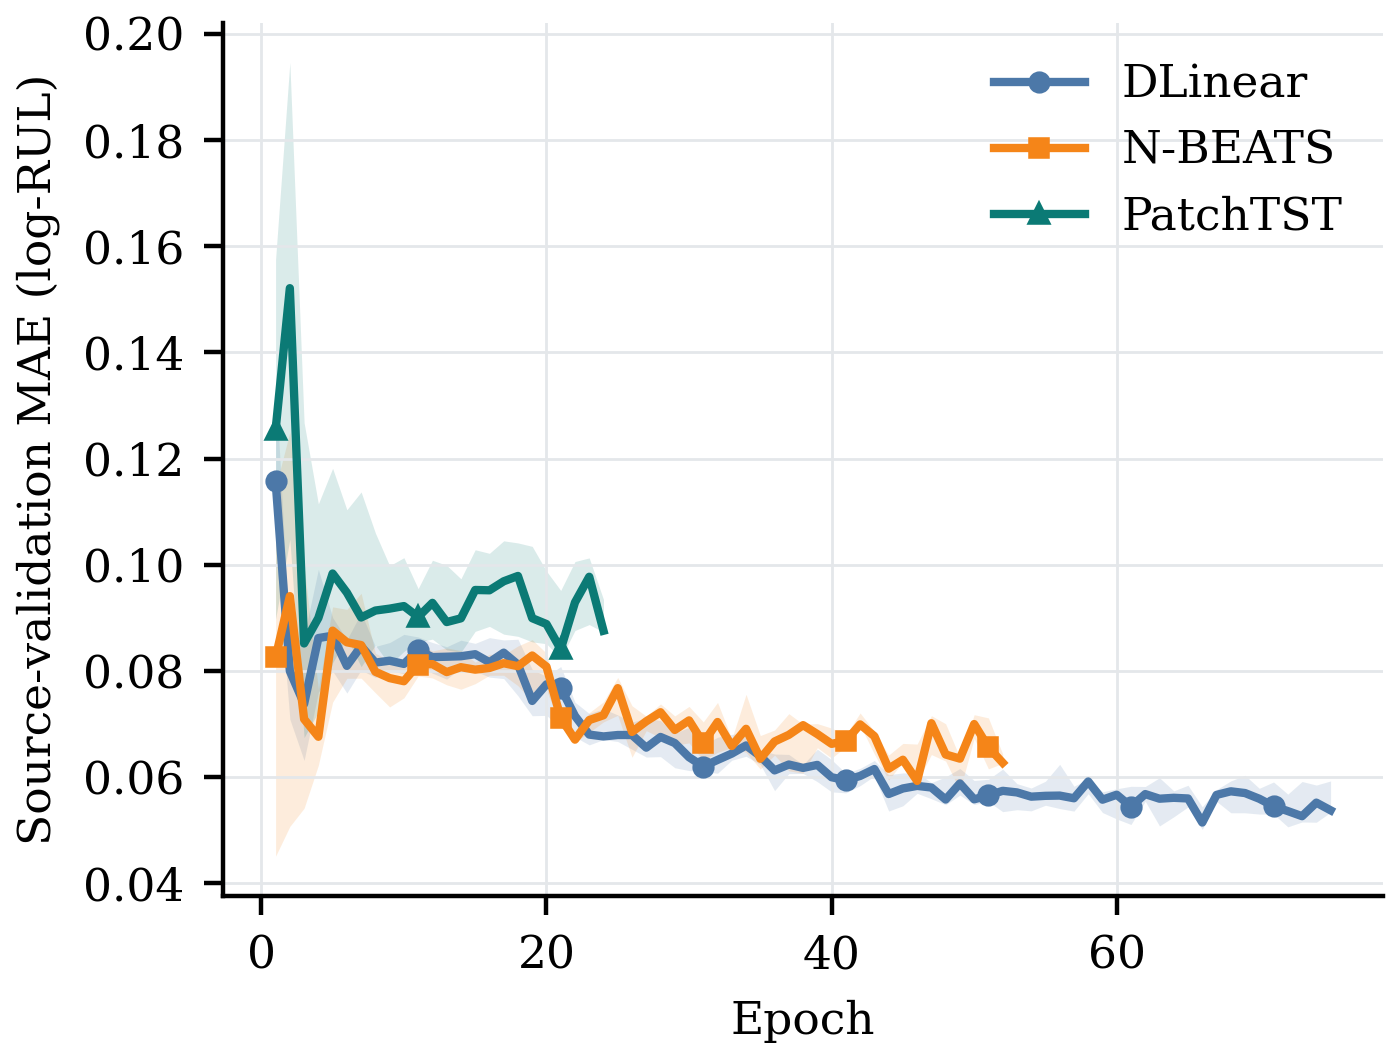 Source-validation MAE (log-RUL)
0.20
0.18
0.16
0.14
0.12
0.10
0.08
0.06
0.04
DLinear
N-BEATS
PatchTST
0 20 40 60
Epoch